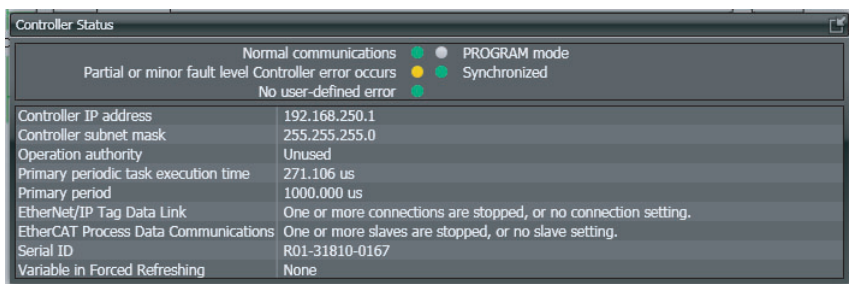 Controller Status
Normal communications PROGRAM mode
Partial or minor fault level Controller error occurs Synchronized
No user-defined error
Controller IP address 192.168.250.1
Controller subnet mask 255.255.255.0
Operation authority Unused
Primary periodic task execution time 271.106 us
Primary period 1000.000 us
EtherNet/IP Tag Data Link One or more connections are stopped, or no connection setting.
EtherCAT Process Data Communications One or more slaves are stopped, or no slave setting.
Serial ID R01-31810-0167
Variable in Forced Refreshing None